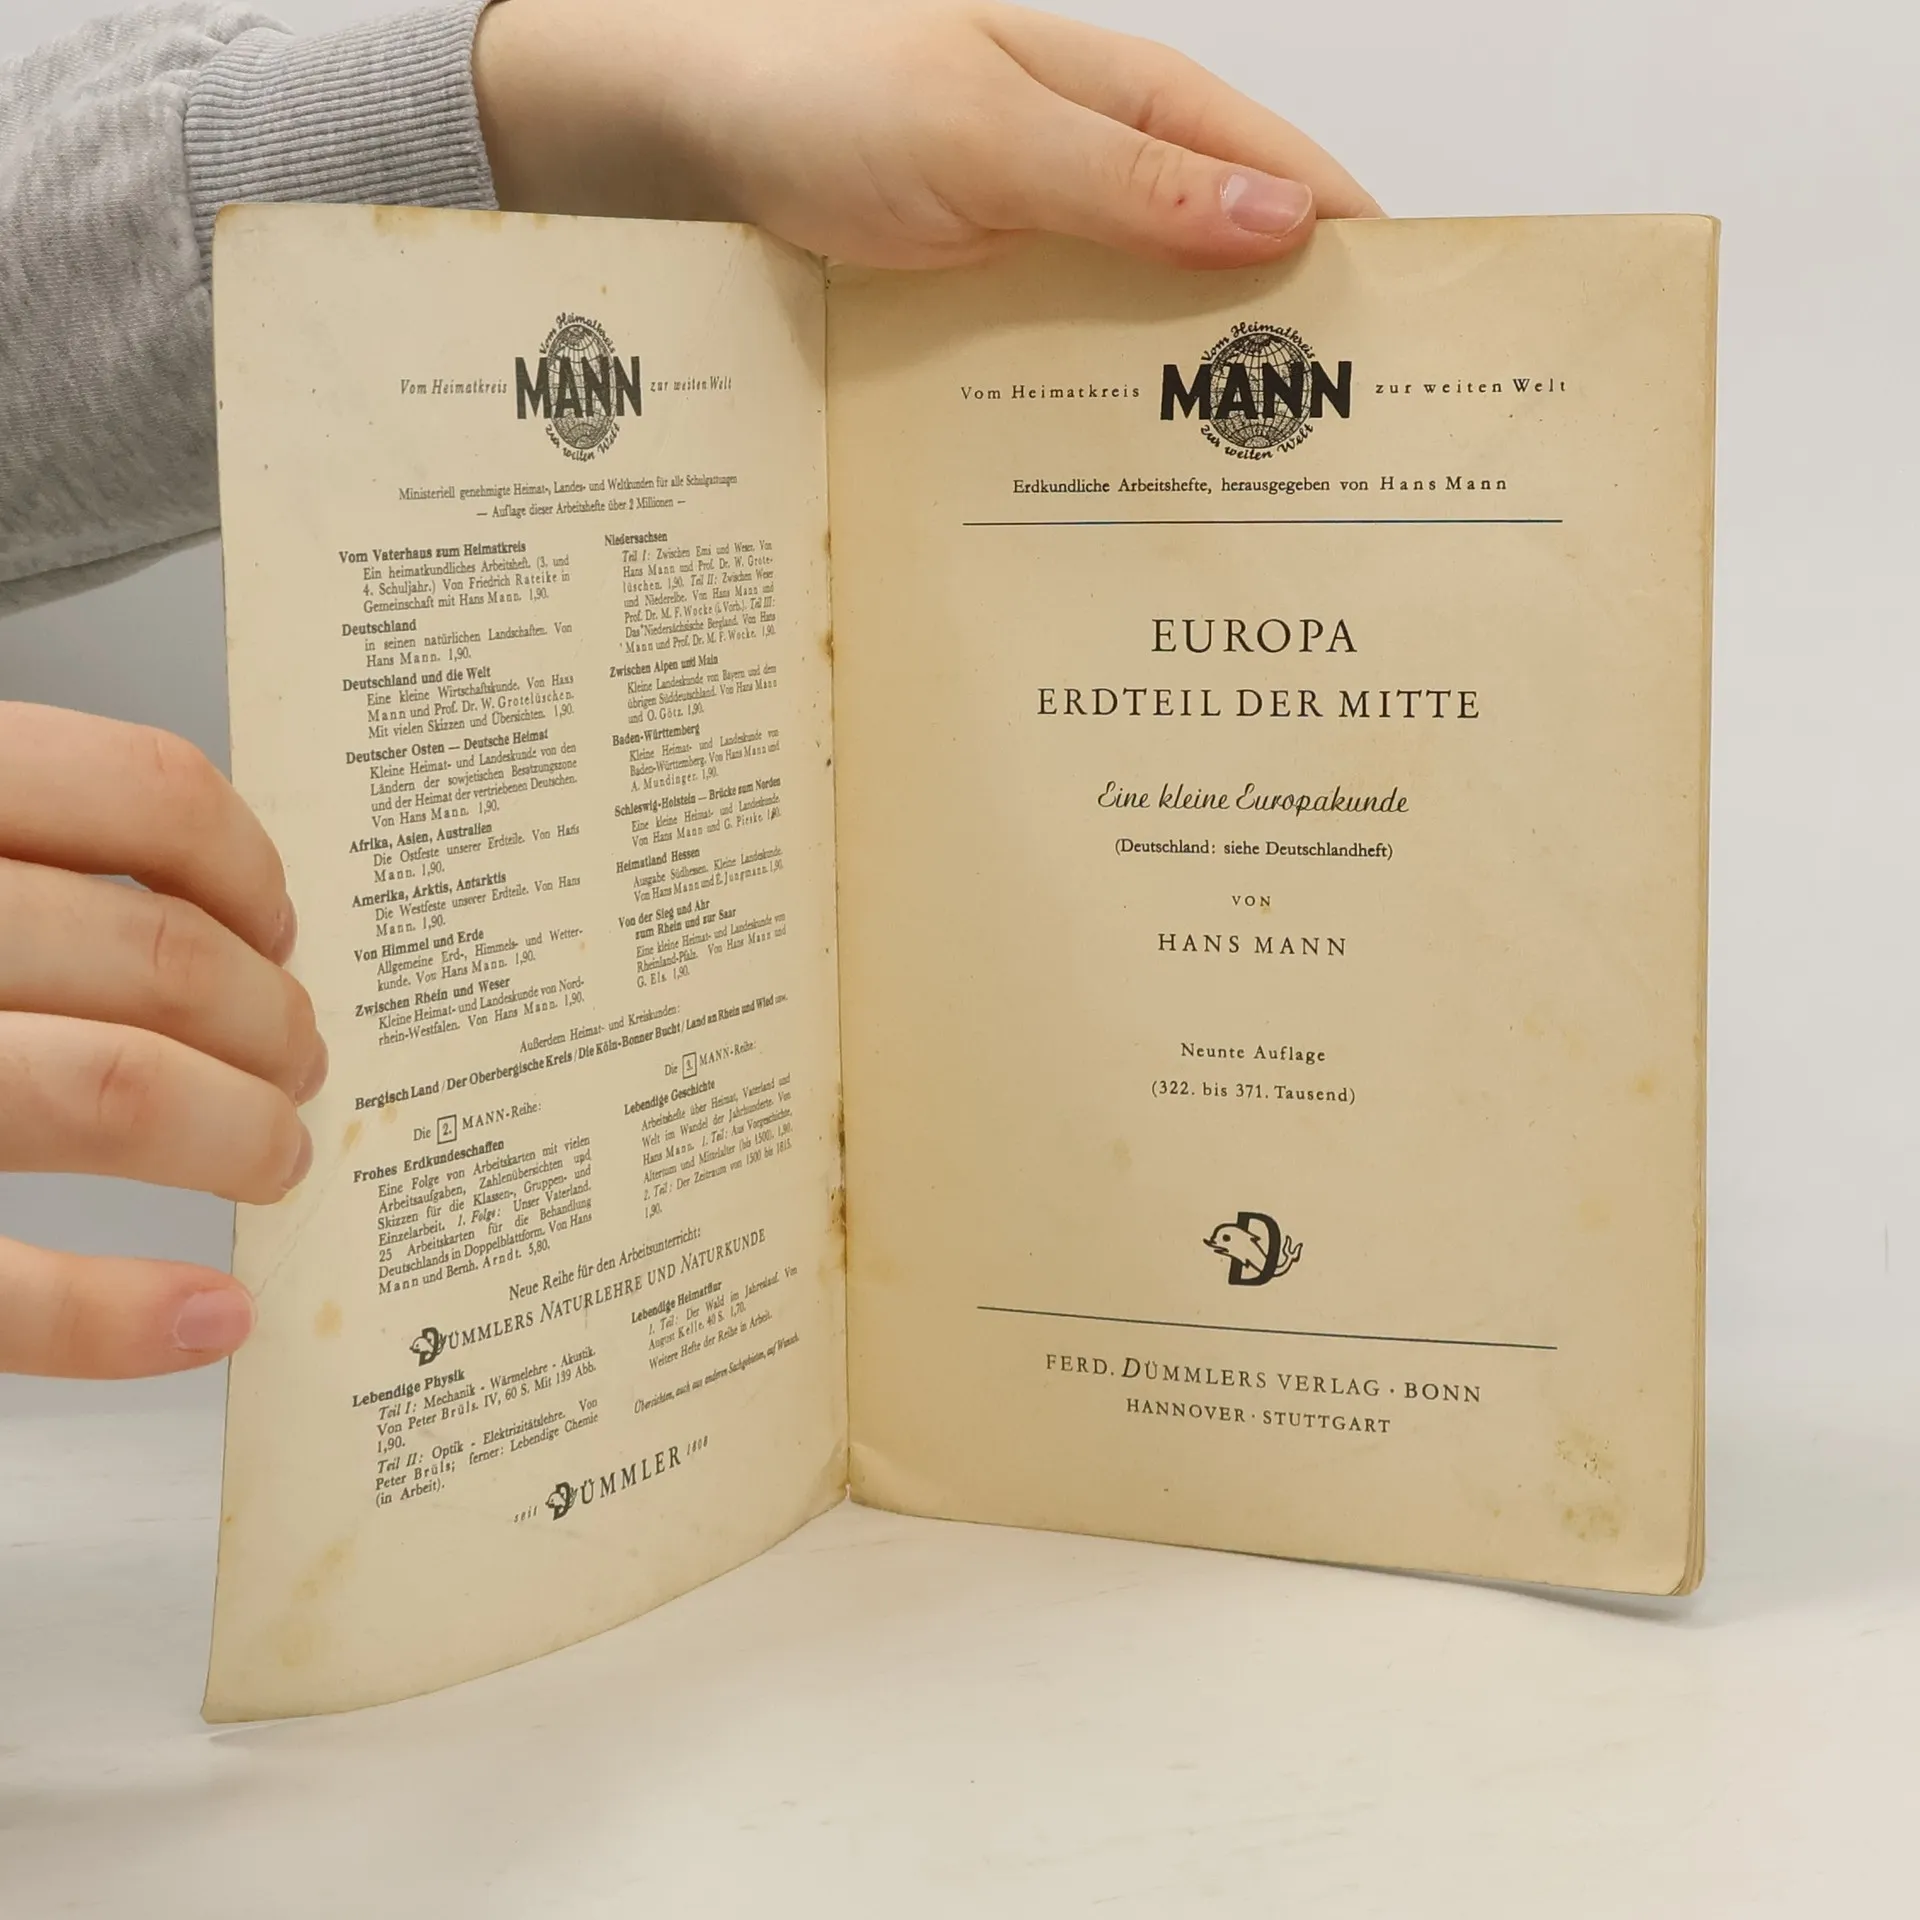 Vom Heimatkreis MANN zur weiten Welt
Vom Heimatkreis
zur weiten Welt
Ministeriell genehmigte Heimat-, Landes- und Weltkunden für alle Schulgattungen
— Auflage dieser Arbeitshefte über 2 Millionen —
Vom Vaterhaus zum Heimatkreis
Ein heimatkundliches Arbeitsheft. (3. und
4. Schuljahr.) Von Friedrich Rateike in
Gemeinschaft mit Hans Mann. 1,90.
Deutschland
in seinen natürlichen Landschaften. Von
Hans Mann. 1,90.
Deutschland und die Welt
Eine kleine Wirtschaftskunde. Von Hans
Mann und Prof. Dr. W. Grotelüschen.
Mit vielen Skizzen und Übersichten. 1,90.
Deutscher Osten — Deutsche Heimat
Kleine Heimat- und Landeskunde von den
Ländern der sowjetischen Besatzungszone
und der Heimat der vertriebenen Deutschen.
Von Hans Mann. 1,90.
Afrika, Asien, Australien
Die Ostfeste unserer Erdteile. Von Hans
Mann. 1,90.
Amerika, Arktis, Antarktis
Die Westfeste unserer Erdteile. Von Hans
Mann. 1,90.
Von Himmel und Erde
Allgemeine Erd-, Himmels- und Wetter-
kunde. Von Hans Mann. 1,90.
Zwischen Rhein und Weser
Kleine Heimat- und Landeskunde von Nord-
rhein-Westfalen. Von Hans Mann. 1,90.
Niedersachsen
Teil I: Zwischen Ems und Weser. Von
Hans Mann und Prof. Dr. W. Grote-
lüschen. 1,90. Teil II: Zwischen Weser
und Niederelbe. Von Hans Mann und
Prof. Dr. M. F. Wocke (i. Vorb.). Teil III:
Das Niedersächsische Bergland. Von Hans
Mann und Prof. Dr. M. F. Wocke. 1,90.
Zwischen Alpen und Main
Kleine Landeskunde von Bayern und dem
übrigen Süddeutschland. Von Hans Mann
und O. Götz. 1,90.
Baden-Württemberg
Kleine Heimat- und Landeskunde von
Baden-Württemberg. Von Hans Mann und
A. Mundinger. 1,90.
Schleswig-Holstein — Brücke zum Norden
Eine kleine Heimat- und Landeskunde.
Von Hans Mann und G. Pieske. 1,90.
Heimatland Hessen
Ausgabe Südhessen. Kleine Landeskunde.
Von Hans Mann und E. Jungmann. 1,90.
Von der Sieg und Ahr
zum Rhein und zur Saar
Eine kleine Heimat- und Landeskunde von
Rheinland-Pfalz. Von Hans Mann und
G. Els. 1,90.
Außerdem Heimat- und Kreiskunden:
Bergisch Land / Der Oberbergische Kreis / Die Köln-Bonner Bucht / Land an Rhein und Wied usw.
Die 2. MANN-Reihe:
Frohes Erdkundeschaffen
Eine Folge von Arbeitskarten mit vielen
Arbeitsaufgaben, Zahlenübersichten und
Skizzen für die Klassen-, Gruppen- und
Einzelarbeit. 1. Folge: Unser Vaterland.
25 Arbeitskarten für die Behandlung
Deutschlands in Doppelblattform. Von Hans
Mann und Bernh. Arndt. 5,80.
Die 3. MANN-Reihe:
Lebendige Geschichte
Arbeitshefte über Heimat, Vaterland und
Welt im Wandel der Jahrhunderte. Von
Hans Mann. 1. Teil: Aus Vorgeschichte,
Altertum und Mittelalter (bis 1500). 1,90.
2. Teil: Der Zeitraum von 1500 bis 1815.
1,90.
Neue Reihe für den Arbeitsunterricht:
DÜMMLERS NATURLEHRE UND NATURKUNDE
Lebendige Physik
Teil I: Mechanik - Wärmelehre - Akustik.
Von Peter Brüls. IV, 60 S. Mit 139 Abb.
1,90.
Teil II: Optik - Elektrizitätslehre. Von
Peter Brüls; ferner: Lebendige Chemie
(in Arbeit).
Lebendige Heimatflur
1. Teil: Der Wald im Jahreslauf. Von
August Kelle. 40 S. 1,70.
Weitere Hefte der Reihe in Arbeit.
Übersichten, auch aus anderen Sachgebieten, auf Wunsch.
seit DÜMMLER 1808
Vom Heimatkreis MANN zur weiten Welt
Vom Heimatkreis
zur weiten Welt
Erdkundliche Arbeitshefte, herausgegeben von Hans Mann
EUROPA
ERDTEIL DER MITTE
Eine kleine Europakunde
(Deutschland: siehe Deutschlandheft)
VON
HANS MANN
Neunte Auflage
(322. bis 371. Tausend)
D
FERD. DÜMMLERS VERLAG · BONN
HANNOVER · STUTTGART